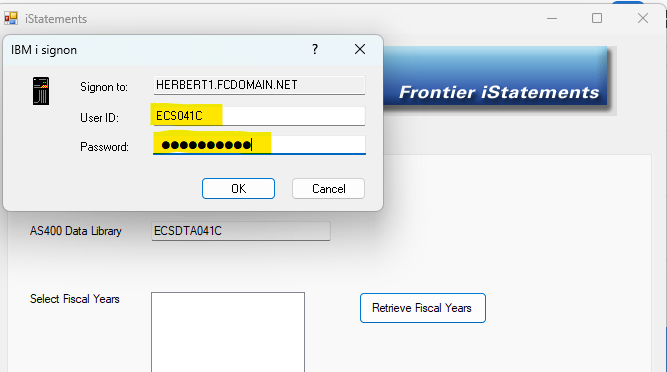 iStatements
IBM i signon
?
Signon to: HERBERT1.FCDOMAIN.NET
User ID: ECS041C
Password: ●●●●●●●●●●
OK Cancel
Frontier iStatements
AS400 Data Library ECSDTA041C
Select Fiscal Years
Retrieve Fiscal Years